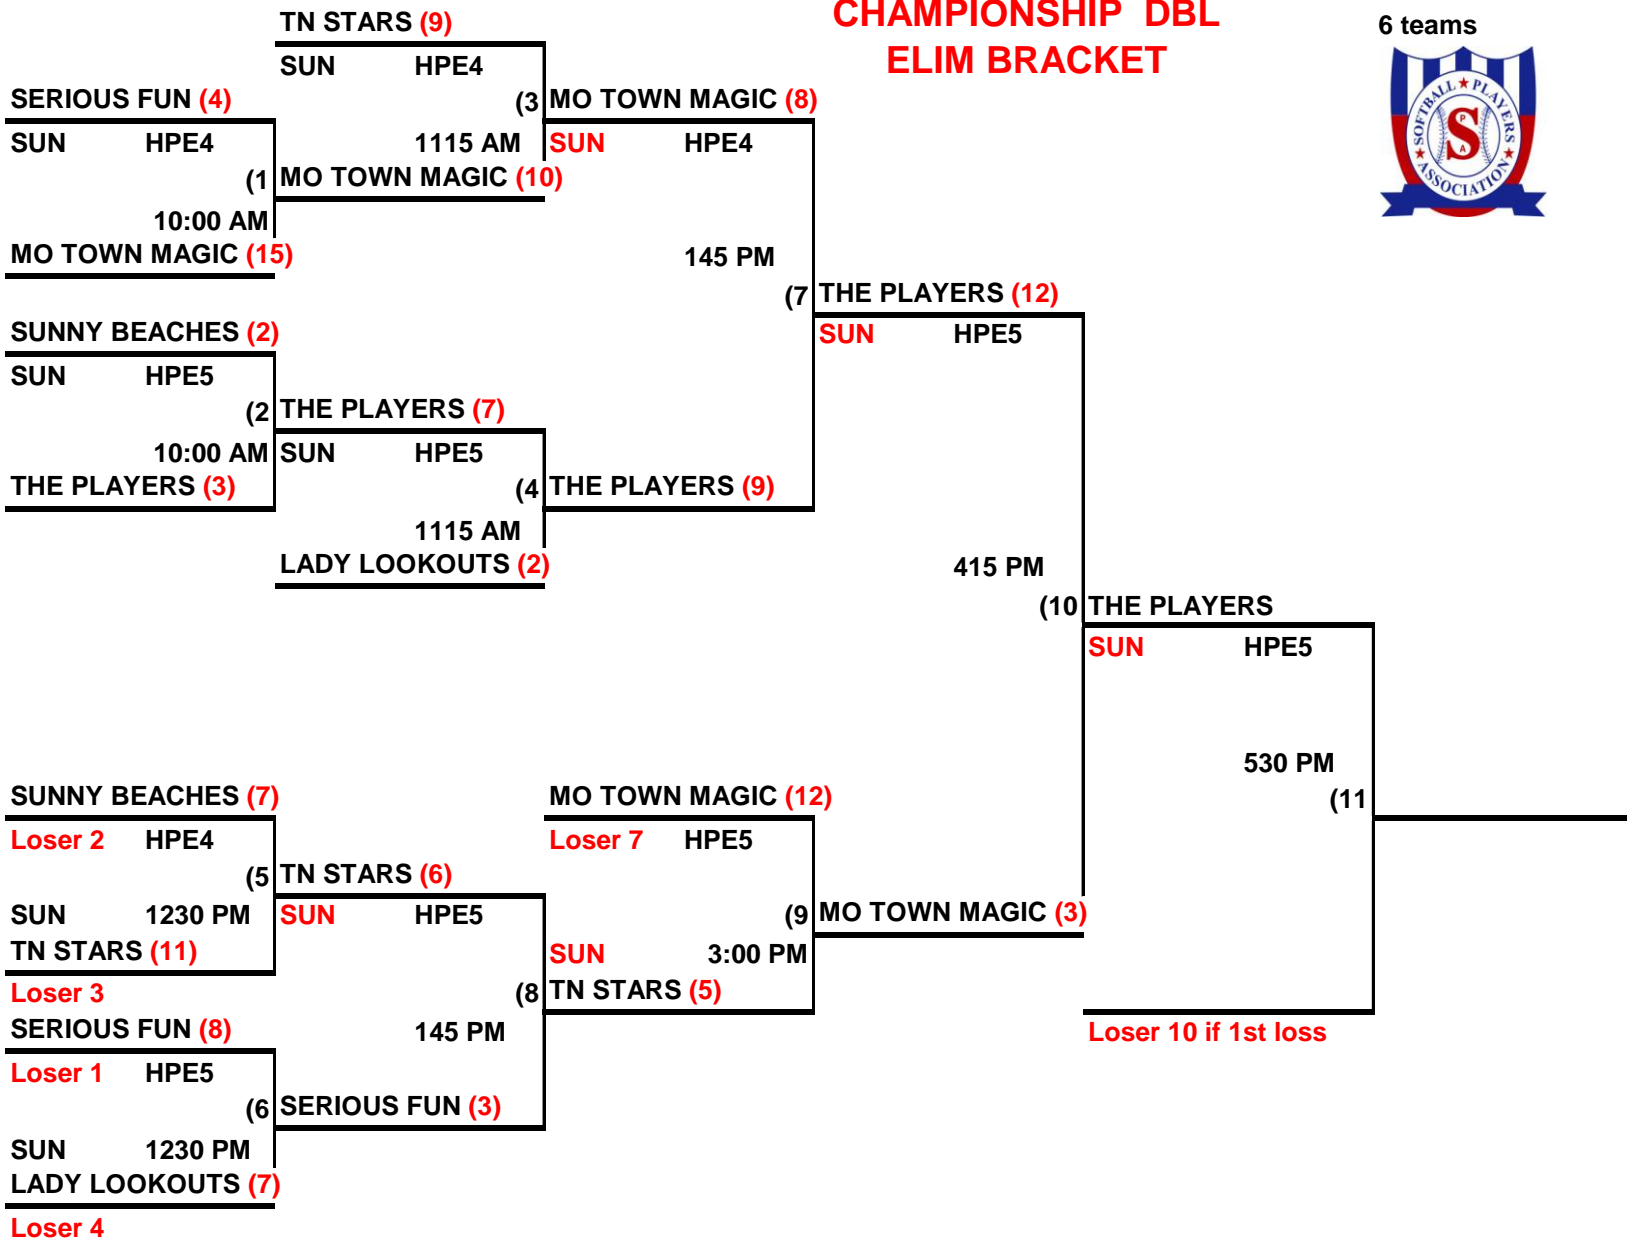 TN STARS (9)
CHAMPIONSHIP DBL
ELIM BRACKET
6 teams
SOFTBALL ★ PLAYERS ★ ASSOCIATION ★
S
P
A
SUN HPE4
SERIOUS FUN (4)
(3 MO TOWN MAGIC (8)
SUN HPE4
1115 AM SUN HPE4
(1 MO TOWN MAGIC (10)
10:00 AM
MO TOWN MAGIC (15)
145 PM
(7 THE PLAYERS (12)
SUNNY BEACHES (2)
SUN HPE5
SUN HPE5
(2 THE PLAYERS (7)
10:00 AM SUN HPE5
THE PLAYERS (3)
(4 THE PLAYERS (9)
1115 AM
LADY LOOKOUTS (2)
415 PM
(10 THE PLAYERS
SUN HPE5
530 PM
SUNNY BEACHES (7)
MO TOWN MAGIC (12)
(11
Loser 2 HPE4
Loser 7 HPE5
(5 TN STARS (6)
SUN 1230 PM SUN HPE5
(9 MO TOWN MAGIC (3)
TN STARS (11)
SUN 3:00 PM
Loser 3
(8 TN STARS (5)
SERIOUS FUN (8)
145 PM
Loser 10 if 1st loss
Loser 1 HPE5
(6 SERIOUS FUN (3)
SUN 1230 PM
LADY LOOKOUTS (7)
Loser 4